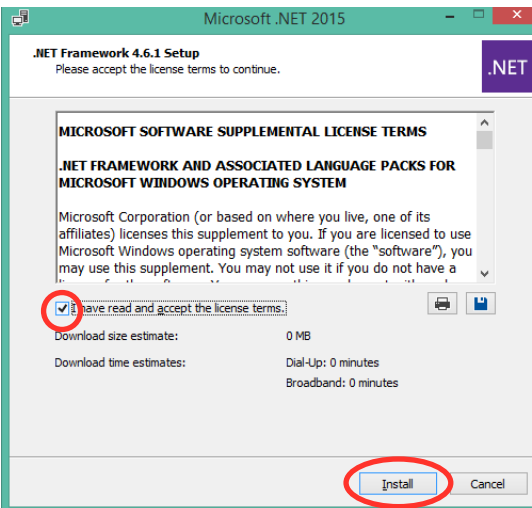 Microsoft .NET 2015
.NET Framework 4.6.1 Setup
Please accept the license terms to continue.
.NET
MICROSOFT SOFTWARE SUPPLEMENTAL LICENSE TERMS
.NET FRAMEWORK AND ASSOCIATED LANGUAGE PACKS FOR
MICROSOFT WINDOWS OPERATING SYSTEM
Microsoft Corporation (or based on where you live, one of its
affiliates) licenses this supplement to you. If you are licensed to use
Microsoft Windows operating system software (the “software”), you
may use this supplement. You may not use it if you do not have a
I have read and accept the license terms.
Download size estimate: 0 MB
Download time estimates: Dial-Up: 0 minutes
Broadband: 0 minutes
Install Cancel